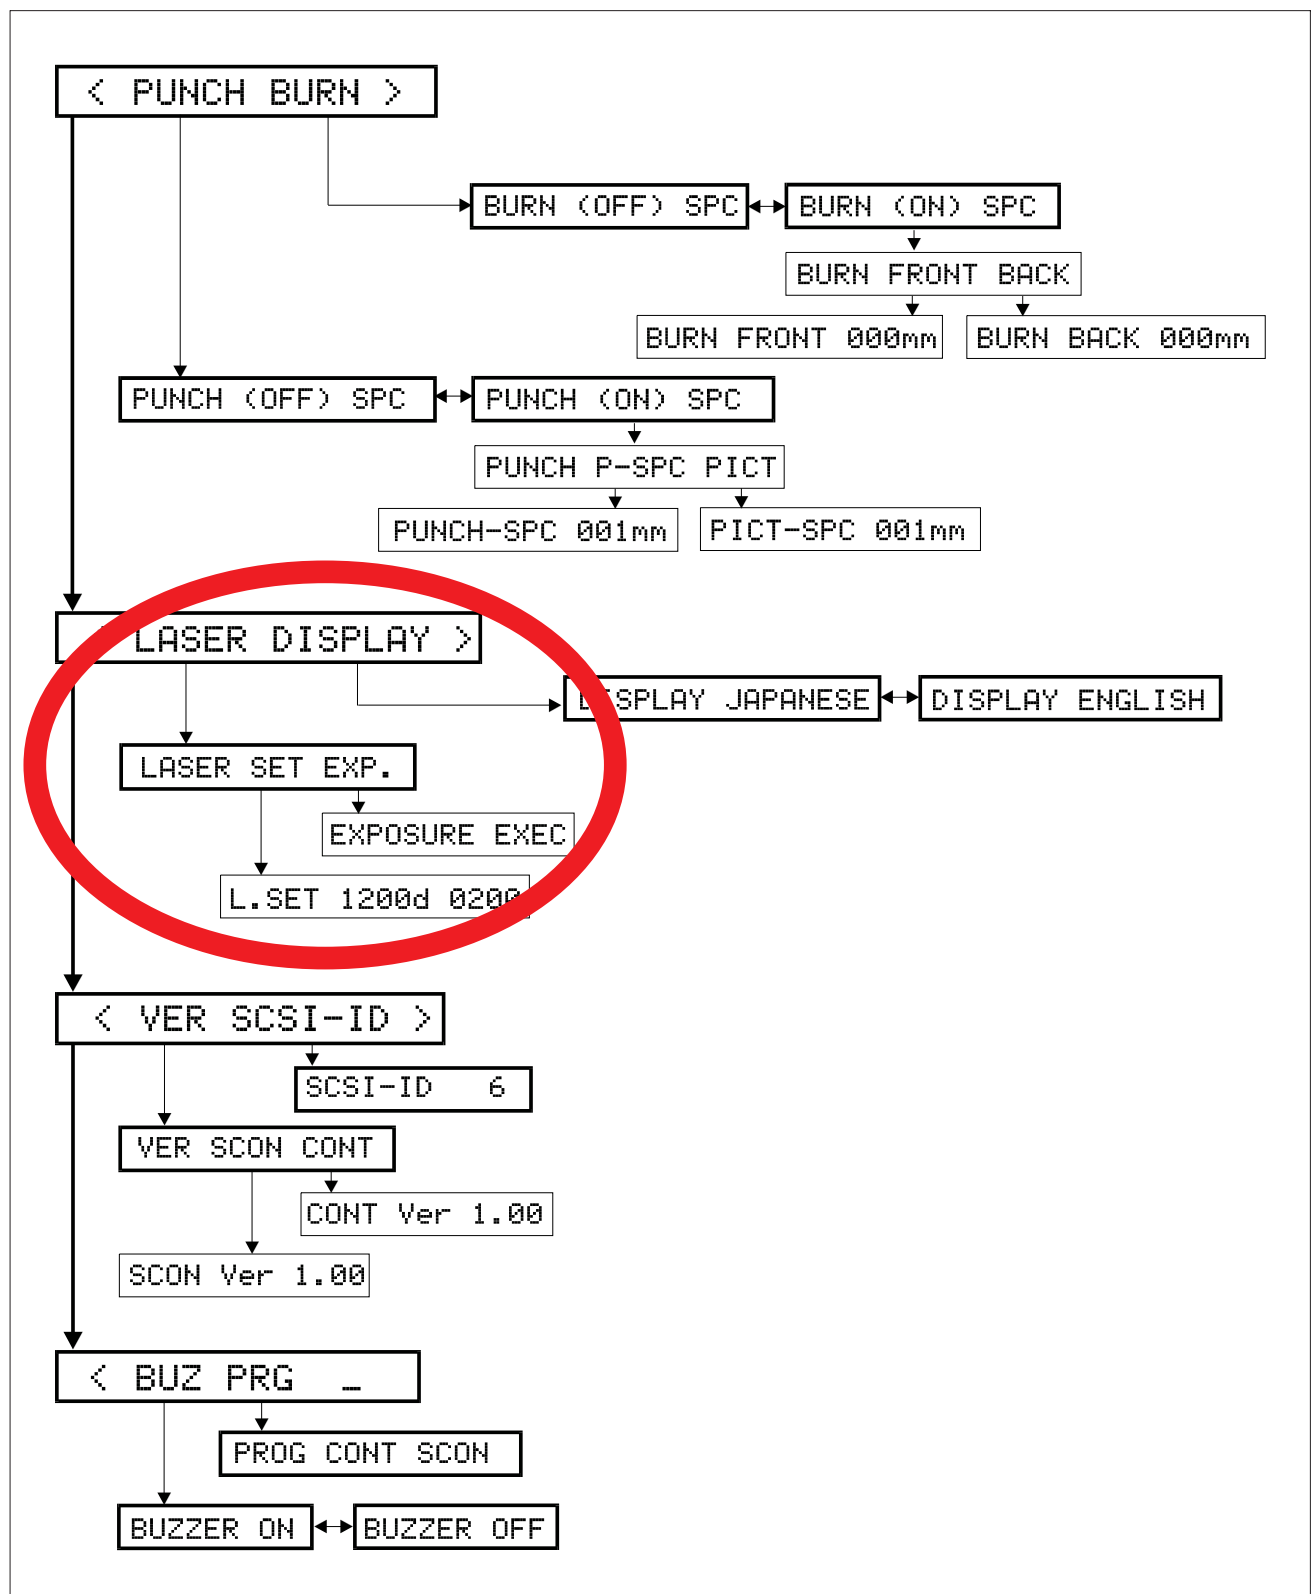 < PUNCH BURN >
BURN (OFF) SPC
BURN (ON) SPC
BURN FRONT BACK
BURN FRONT 000mm
BURN BACK 000mm
PUNCH (OFF) SPC
PUNCH (ON) SPC
PUNCH P-SPC PICT
PUNCH-SPC 001mm
PICT-SPC 001mm
LASER DISPLAY >
DISPLAY JAPANESE
DISPLAY ENGLISH
LASER SET EXP.
EXPOSURE EXEC
L.SET 1200d 0200
< VER SCSI-ID >
SCSI-ID 6
VER SCON CONT
CONT Ver 1.00
SCON Ver 1.00
< BUZ PRG _
PROG CONT SCON
BUZZER ON
BUZZER OFF